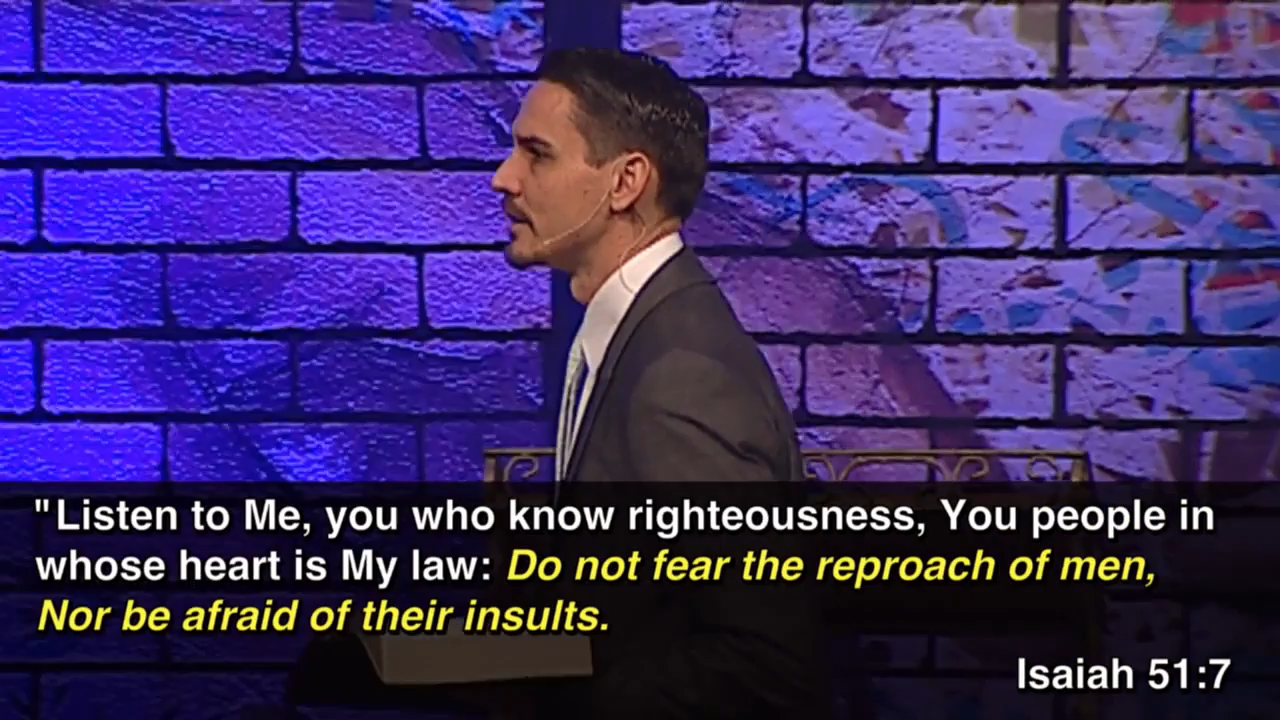 "Listen to Me, you who know righteousness, You people in
whose heart is My law: Do not fear the reproach of men,
Nor be afraid of their insults.
Isaiah 51:7